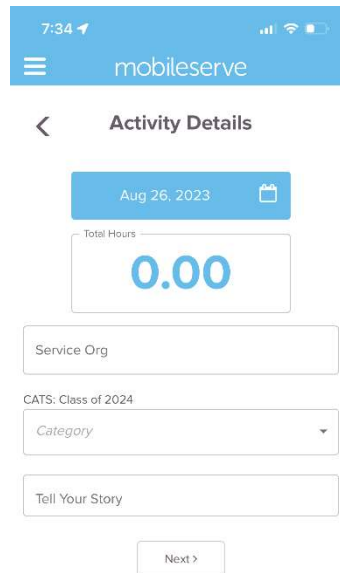 7:34
mobileserve
Activity Details
Aug 26, 2023
Total Hours
0.00
Service Org
CATS: Class of 2024
Category
Tell Your Story
Next >